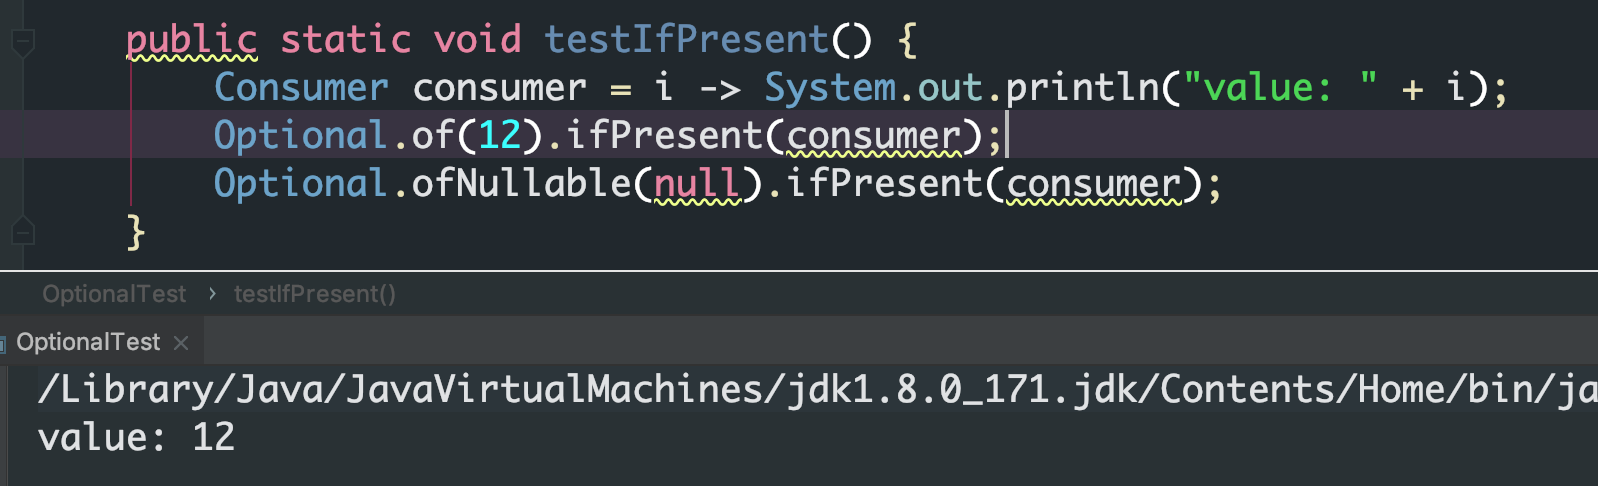 public static void testIfPresent() {
Consumer consumer = i -> System.out.println("value: " + i);
Optional.of(12).ifPresent(consumer);
Optional.ofNullable(null).ifPresent(consumer);
}
OptionalTest › testIfPresent()
OptionalTest ×
/Library/Java/JavaVirtualMachines/jdk1.8.0_171.jdk/Contents/Home/bin/ja
value: 12